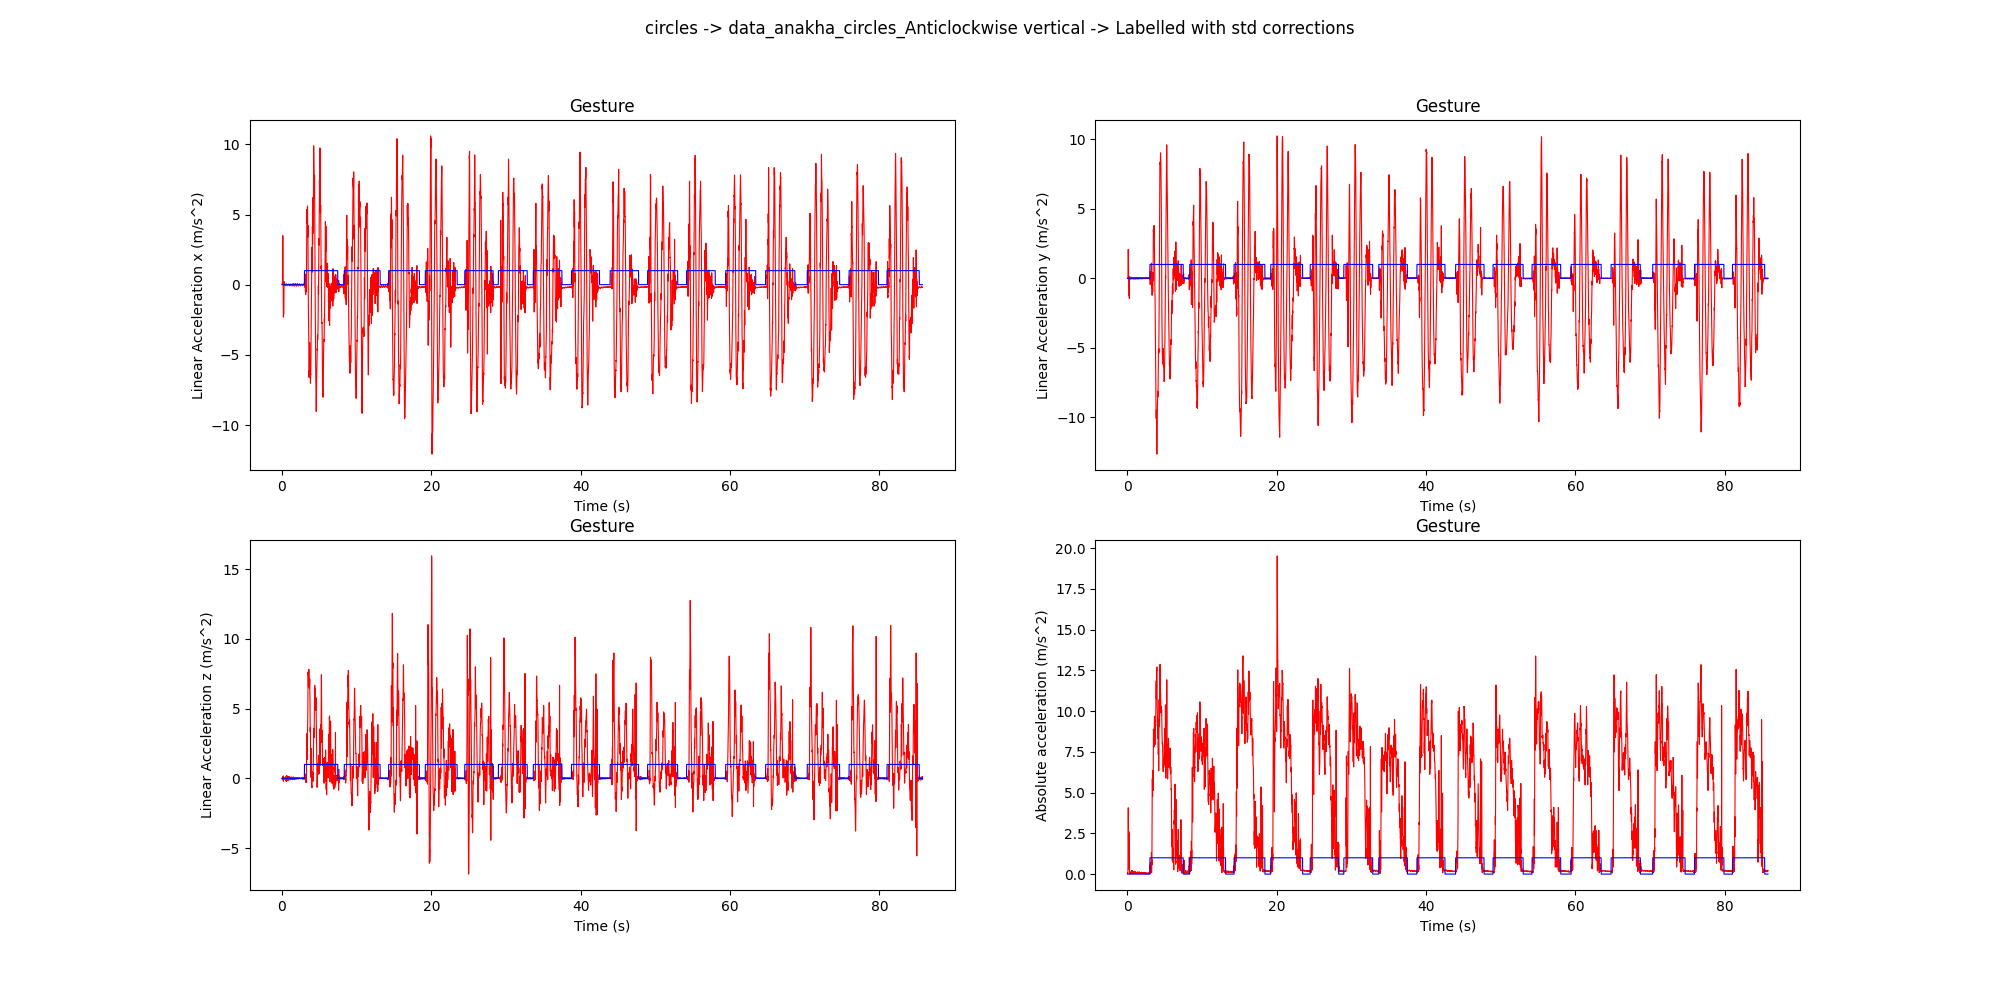 circles -> data_anakha_circles_Anticlockwise vertical -> Labelled with std corrections
Gesture
Linear Acceleration x (m/s^2)
10
5
0
−5
−10
0 20 40 60 80
Time (s)
Gesture
Linear Acceleration y (m/s^2)
10
5
0
−5
−10
0 20 40 60 80
Time (s)
Gesture
Linear Acceleration z (m/s^2)
15
10
5
0
−5
0 20 40 60 80
Time (s)
Gesture
Absolute acceleration (m/s^2)
20.0
17.5
15.0
12.5
10.0
7.5
5.0
2.5
0.0
0 20 40 60 80
Time (s)